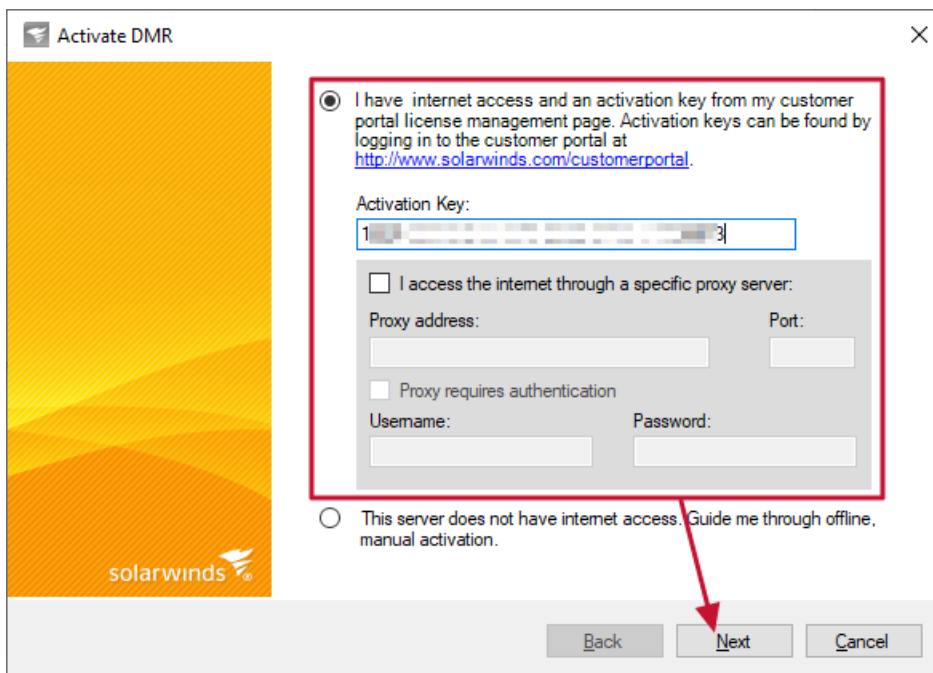 Activate DMR
I have internet access and an activation key from my customer
portal license management page. Activation keys can be found by
logging in to the customer portal at
http://www.solarwinds.com/customerportal.
Activation Key:
1 3
I access the internet through a specific proxy server:
Proxy address: Port:
Proxy requires authentication
Username: Password:
This server does not have internet access. Guide me through offline,
manual activation.
solarwinds®
Back Next Cancel